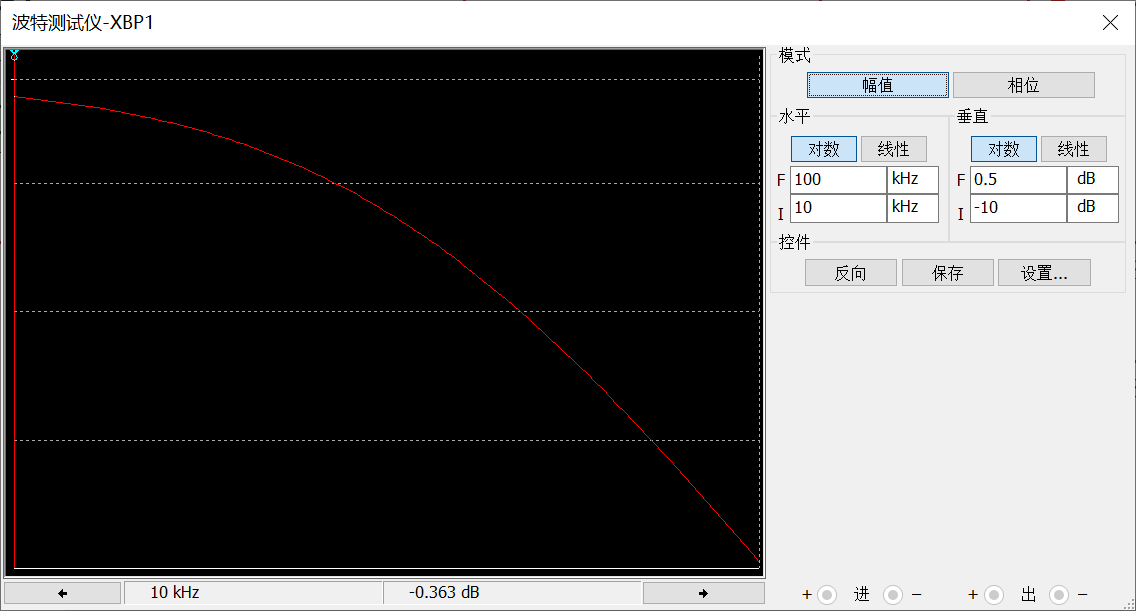 波特测试仪-XBP1
模式
幅值 相位
水平 垂直
对数 线性 对数 线性
F 100 kHz F 0.5 dB
I 10 kHz I -10 dB
控件
反向 保存 设置...
10 kHz -0.363 dB
+ 进 − + 出 −